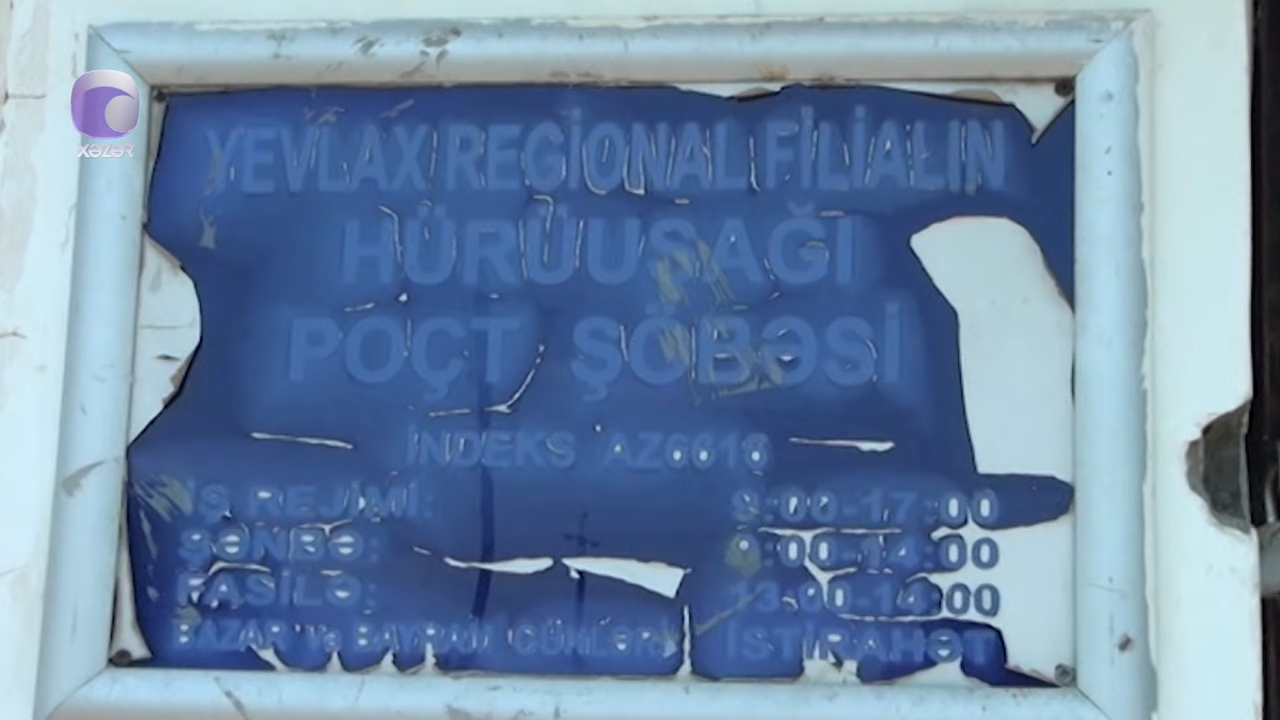 XəZəR
YEVLAX REGİONAL FİLİALIN
HÜRÜUŞAĞI
POÇT ŞÖBƏSİ
İNDEKS AZ6616
İŞ REJİMİ: 9:00-17:00
ŞƏNBƏ: 9:00-14:00
FASİLƏ: 13:00-14:00
BAZAR Və BAYRAM GÜNLəRİ İSTİRAHƏT